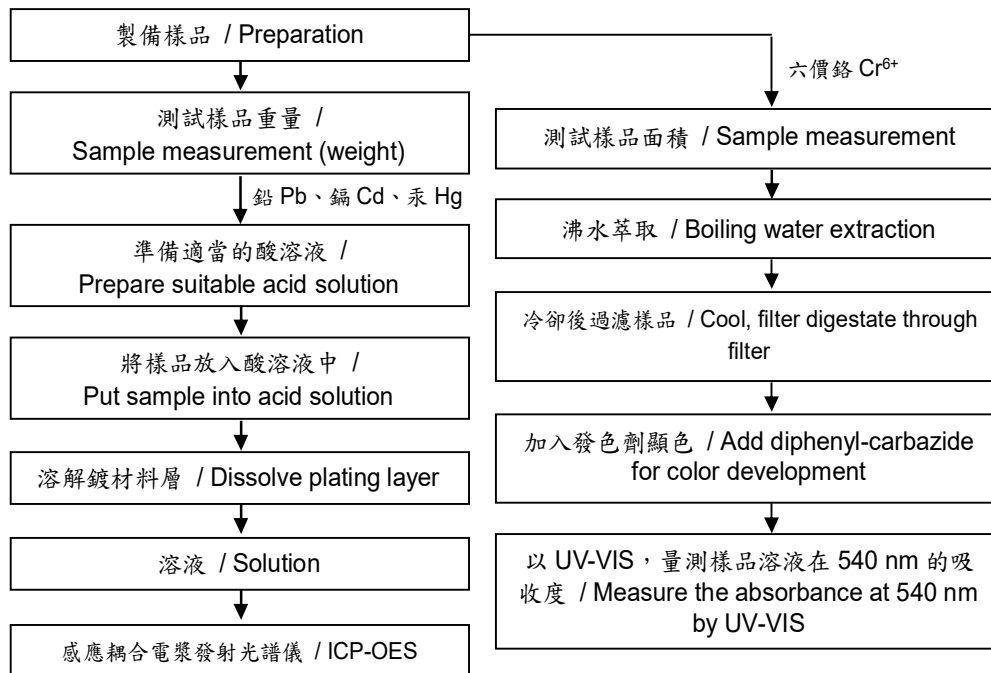 製備樣品 / Preparation
測試樣品重量 /
Sample measurement (weight)
鉛 Pb、鎘 Cd、汞 Hg
準備適當的酸溶液 /
Prepare suitable acid solution
將樣品放入酸溶液中 /
Put sample into acid solution
溶解鍍材料層 / Dissolve plating layer
溶液 / Solution
感應耦合電漿發射光譜儀 / ICP-OES
六價鉻 Cr⁶⁺
測試樣品面積 / Sample measurement
沸水萃取 / Boiling water extraction
冷卻後過濾樣品 / Cool, filter digestate through
filter
加入發色劑顯色 / Add diphenyl-carbazide
for color development
以 UV-VIS，量測樣品溶液在 540 nm 的吸
收度 / Measure the absorbance at 540 nm
by UV-VIS